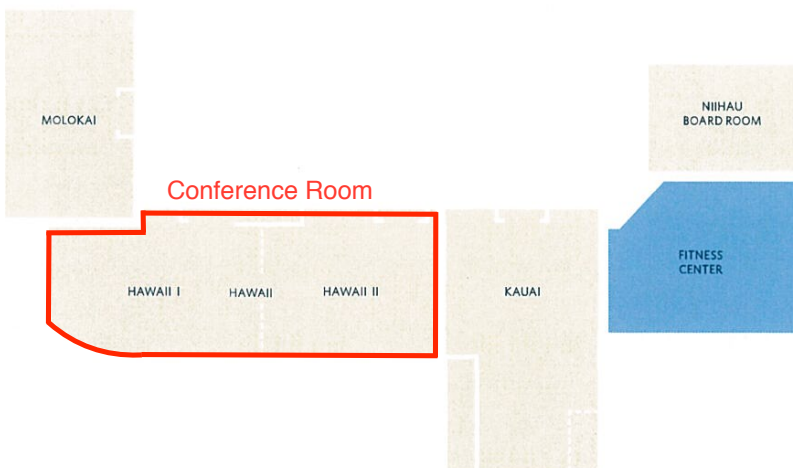 MOLOKAI
NIIHAU
BOARD ROOM
Conference Room
FITNESS
CENTER
HAWAII I
HAWAII
HAWAII II
KAUAI